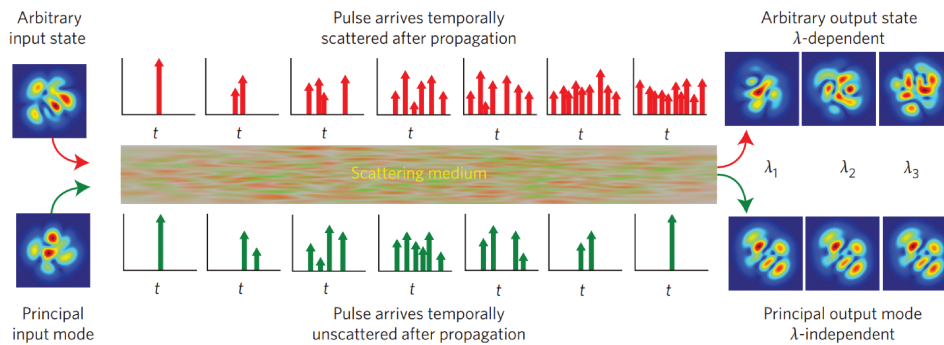 Arbitrary
input state
Pulse arrives temporally
scattered after propagation
Arbitrary output state
λ-dependent
t t t t t t t
Scattering medium
λ1 λ2 λ3
t t t t t t t
Principal
input mode
Pulse arrives temporally
unscattered after propagation
Principal output mode
λ-independent